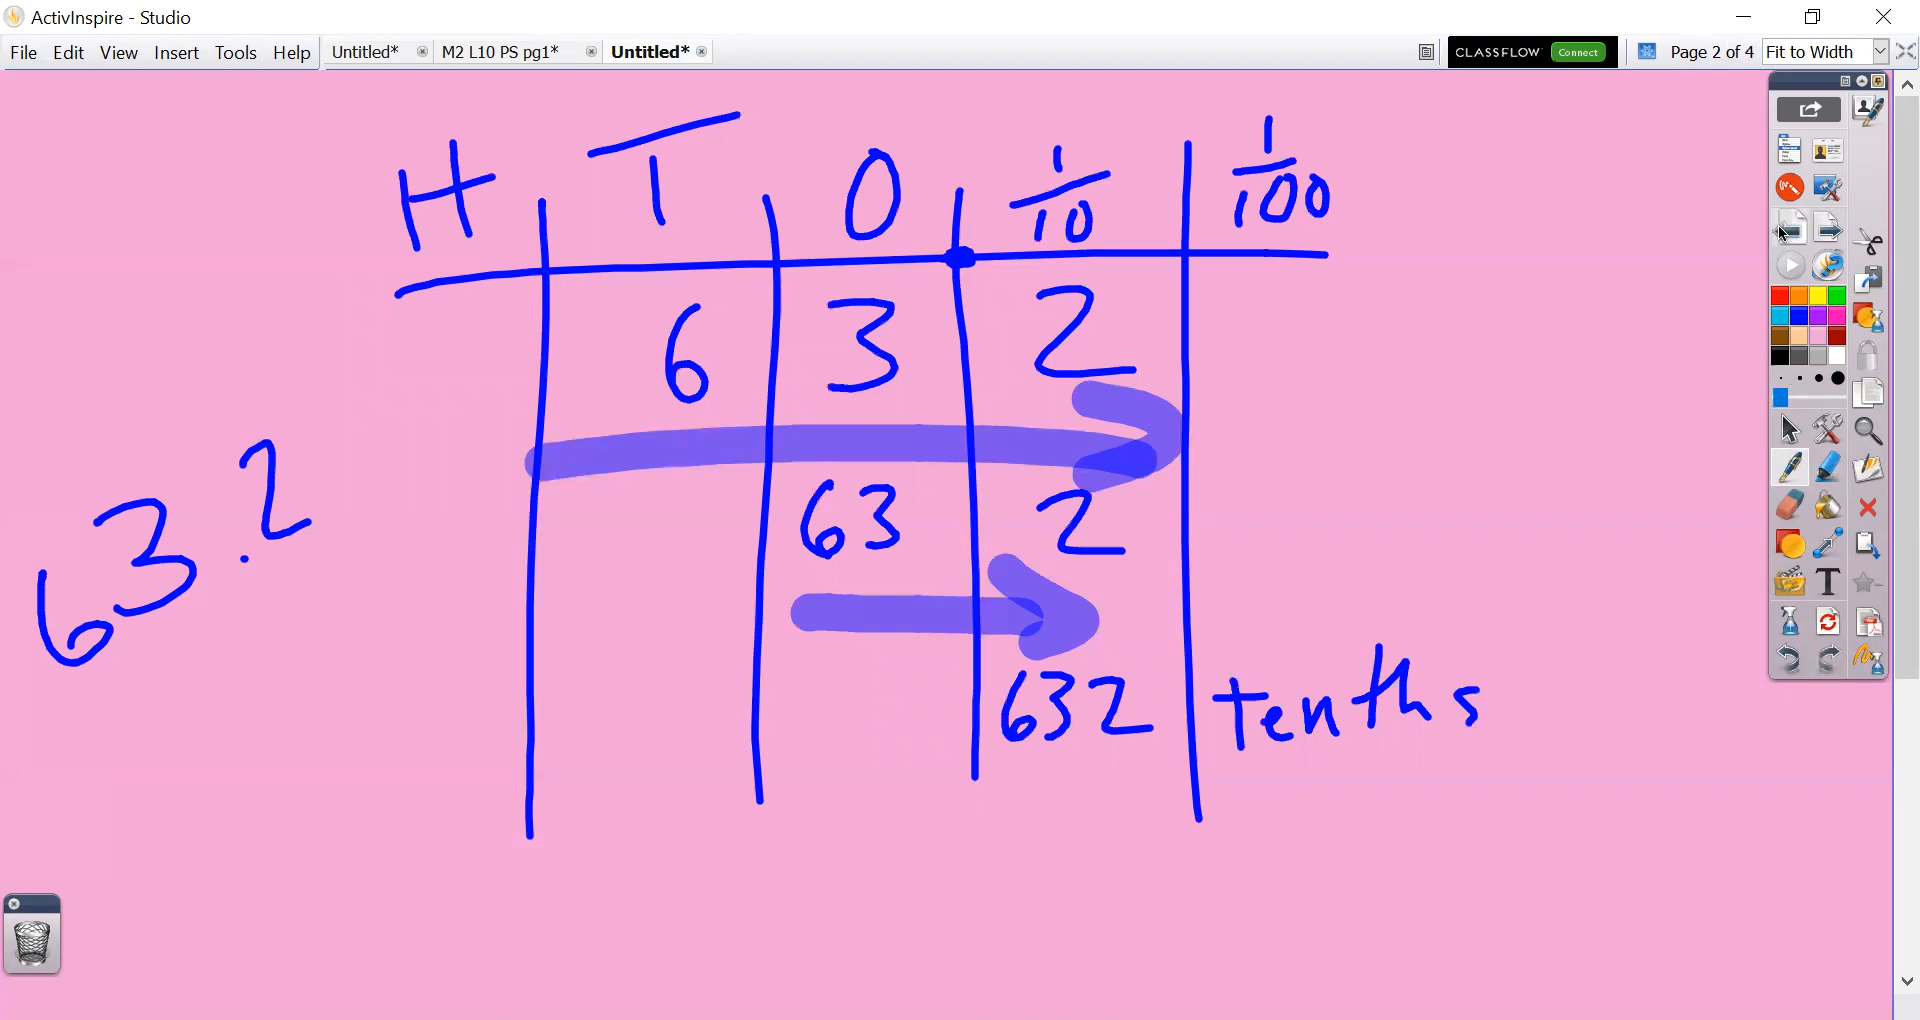 ActivInspire - Studio
File Edit View Insert Tools Help
Untitled* M2 L10 PS pg1* Untitled*
CLASSFLOW Connect
Page 2 of 4 Fit to Width
H T O 1/10 1/100
6 3 2
63 2
63.2
632 tenths